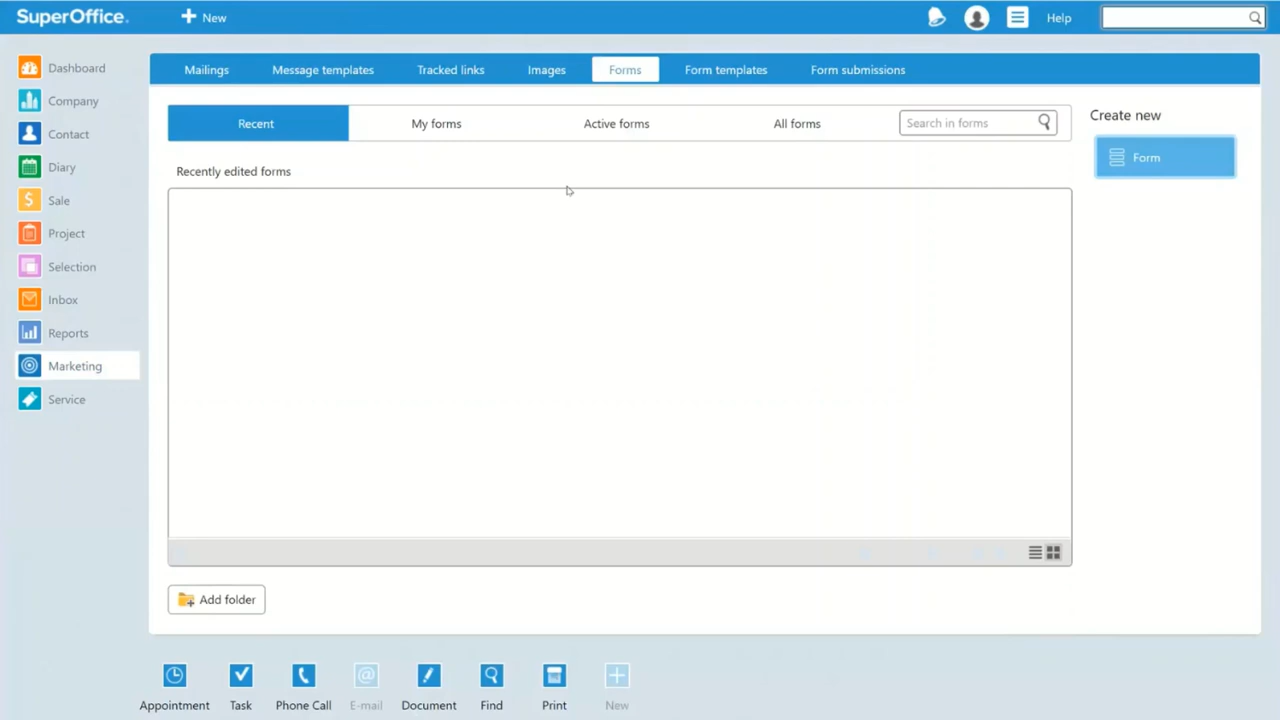 SuperOffice.
New
Help
Dashboard
Company
Contact
Diary
Sale
Project
Selection
Inbox
Reports
Marketing
Service
Mailings Message templates Tracked links Images Forms Form templates Form submissions
Recent My forms Active forms All forms Search in forms
Create new
Form
Recently edited forms
Add folder
Appointment Task Phone Call E-mail Document Find Print New